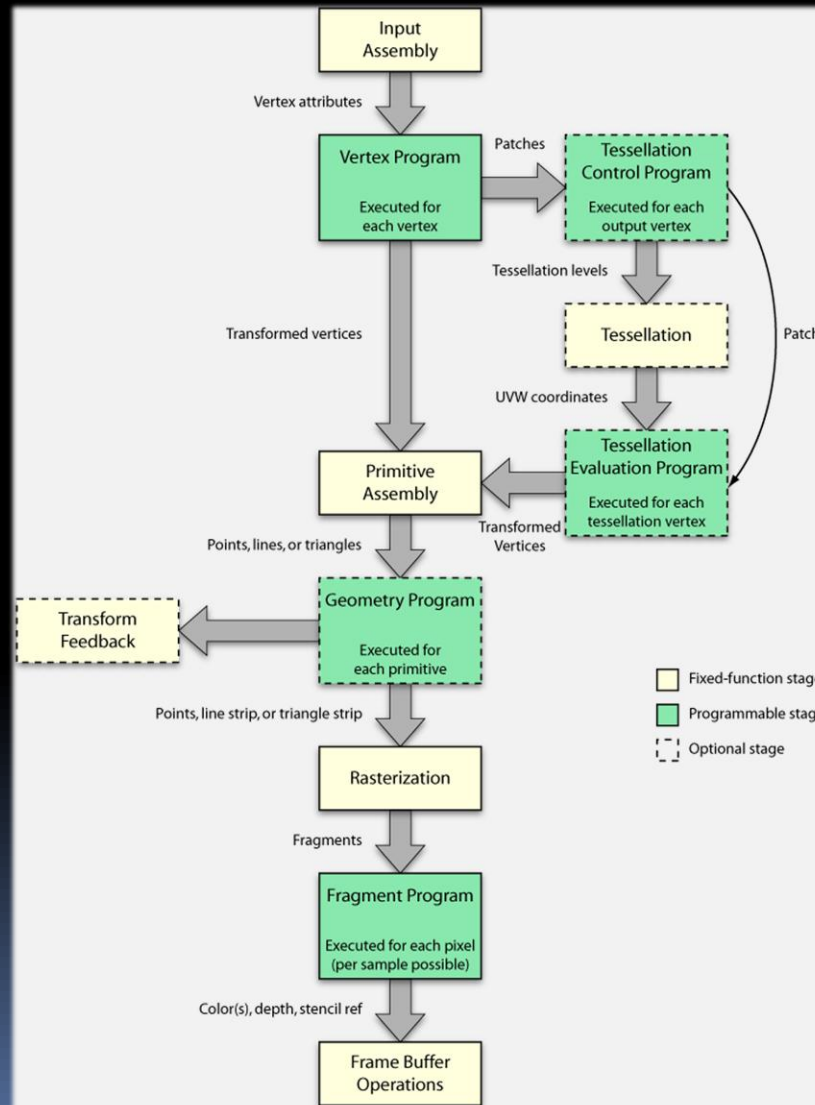 Input
Assembly
Vertex attributes
Vertex Program
Executed for
each vertex
Patches
Tessellation
Control Program
Executed for each
output vertex
Tessellation levels
Tessellation
Transformed vertices
UVW coordinates
Tessellation
Evaluation Program
Executed for each
tessellation vertex
Transformed
Vertices
Primitive
Assembly
Points, lines, or triangles
Geometry Program
Executed for
each primitive
Transform
Feedback
Points, line strip, or triangle strip
Fixed-function
Programmable
Optional stage
Rasterization
Fragments
Fragment Program
Executed for each pixel
(per sample possible)
Color(s), depth, stencil ref
Frame Buffer
Operations